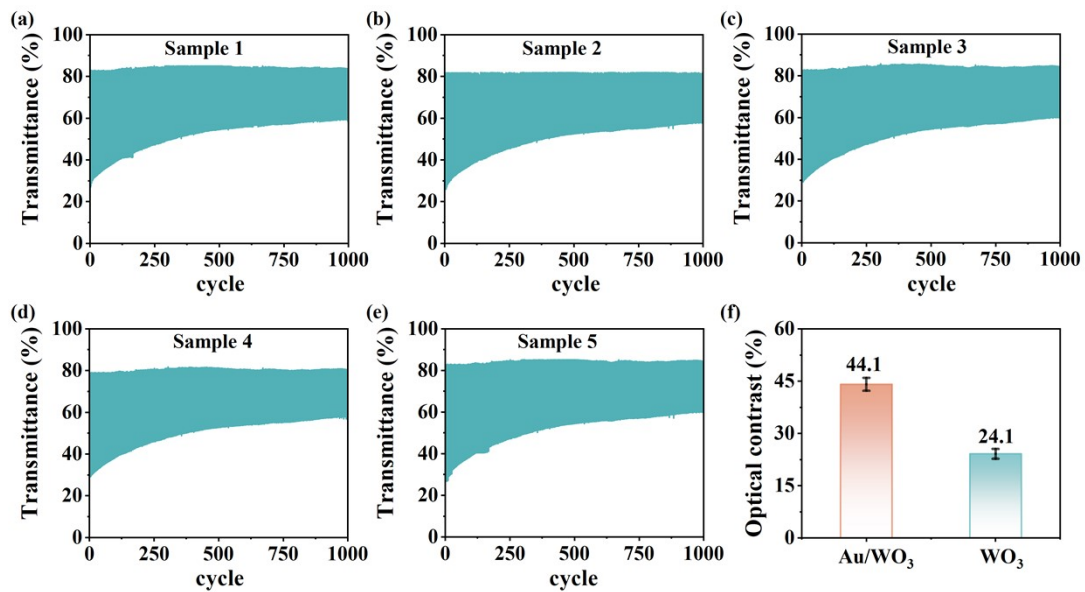 (a)
Sample 1
Transmittance (%)
100
80
60
40
20
0
0 250 500 750 1000
cycle
(b)
Sample 2
Transmittance (%)
100
80
60
40
20
0
0 250 500 750 1000
cycle
(c)
Sample 3
Transmittance (%)
100
80
60
40
20
0
0 250 500 750 1000
cycle
(d)
Sample 4
Transmittance (%)
100
80
60
40
20
0
0 250 500 750 1000
cycle
(e)
Sample 5
Transmittance (%)
100
80
60
40
20
0
0 250 500 750 1000
cycle
(f)
Optical contrast (%)
60
45
30
15
0
44.1
24.1
Au/WO₃ WO₃